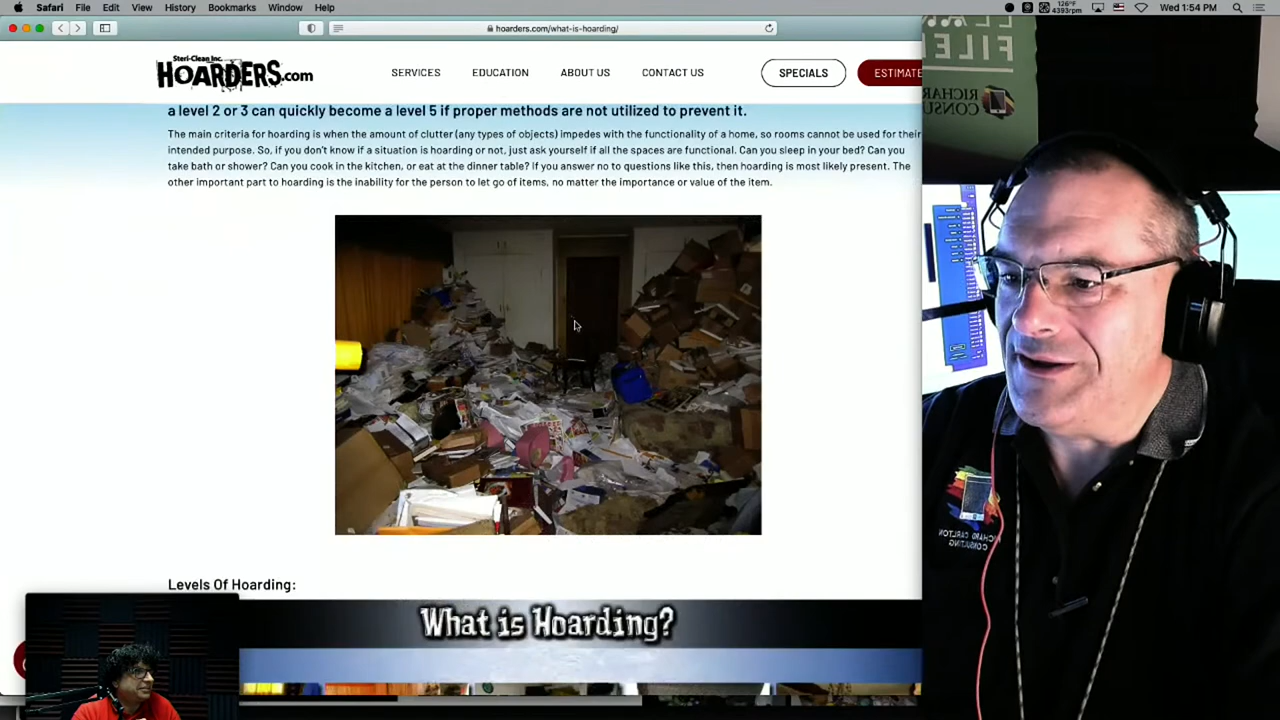 Safari File Edit View History Bookmarks Window Help 126°F 4393rpm Wed 1:54 PM
hoarders.com/what-is-hoarding/
Steri-Clean Inc.
HOARDERS.com
SERVICES EDUCATION ABOUT US CONTACT US SPECIALS ESTIMATE
a level 2 or 3 can quickly become a level 5 if proper methods are not utilized to prevent it.
The main criteria for hoarding is when the amount of clutter (any types of objects) impedes with the functionality of a home, so rooms cannot be used for their
intended purpose. So, if you don't know if a situation is hoarding or not, just ask yourself if all the spaces are functional. Can you sleep in your bed? Can you
take bath or shower? Can you cook in the kitchen, or eat at the dinner table? If you answer no to questions like this, then hoarding is most likely present. The
other important part to hoarding is the inability for the person to let go of items, no matter the importance or value of the item.
Levels Of Hoarding:
What is Hoarding?
FILE
RICHAR
CONSU
RICHARD CARLTON
CONSULTING